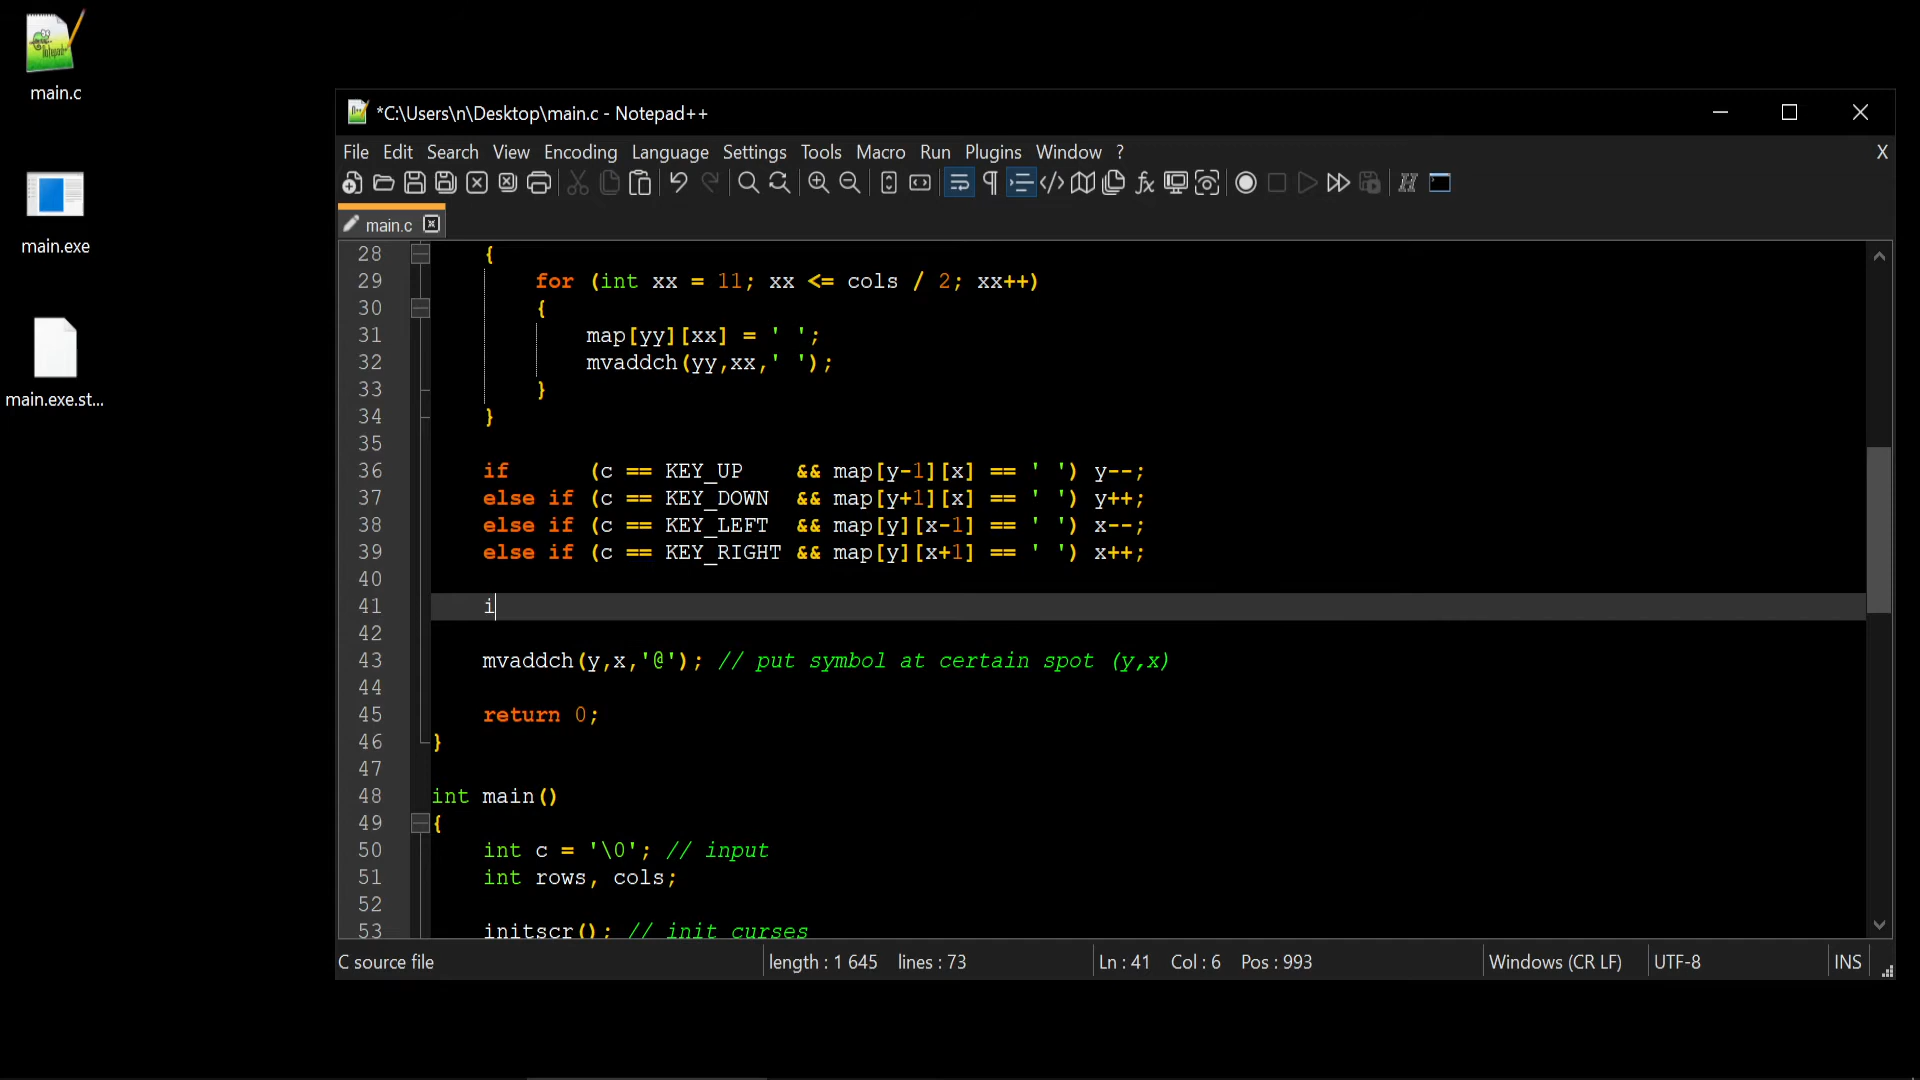 main.c
main.exe
main.exe.st...
*C:\Users\n\Desktop\main.c - Notepad++
File Edit Search View Encoding Language Settings Tools Macro Run Plugins Window ? X
main.c
28 {
29 for (int xx = 11; xx <= cols / 2; xx++)
30 {
31 map[yy][xx] = ' ';
32 mvaddch(yy,xx,' ');
33 }
34 }
35
36 if (c == KEY_UP && map[y-1][x] == ' ') y--;
37 else if (c == KEY_DOWN && map[y+1][x] == ' ') y++;
38 else if (c == KEY_LEFT && map[y][x-1] == ' ') x--;
39 else if (c == KEY_RIGHT && map[y][x+1] == ' ') x++;
40
41 i
42
43 mvaddch(y,x,'@'); // put symbol at certain spot (y,x)
44
45 return 0;
46 }
47
48 int main()
49 {
50 int c = '\0'; // input
51 int rows, cols;
52
53 initscr(); // init curses
C source file length : 1 645 lines : 73 Ln : 41 Col : 6 Pos : 993 Windows (CR LF) UTF-8 INS